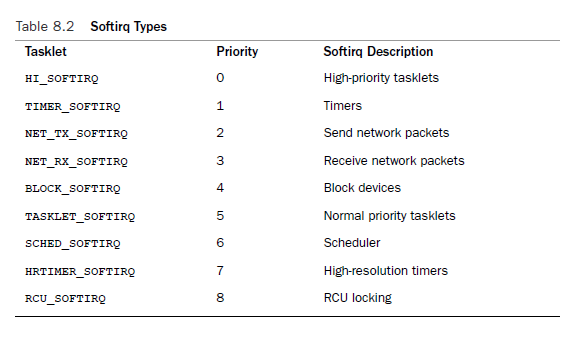 Table 8.2 Softirq Types
Tasklet Priority Softirq Description
HI_SOFTIRQ 0 High-priority tasklets
TIMER_SOFTIRQ 1 Timers
NET_TX_SOFTIRQ 2 Send network packets
NET_RX_SOFTIRQ 3 Receive network packets
BLOCK_SOFTIRQ 4 Block devices
TASKLET_SOFTIRQ 5 Normal priority tasklets
SCHED_SOFTIRQ 6 Scheduler
HRTIMER_SOFTIRQ 7 High-resolution timers
RCU_SOFTIRQ 8 RCU locking